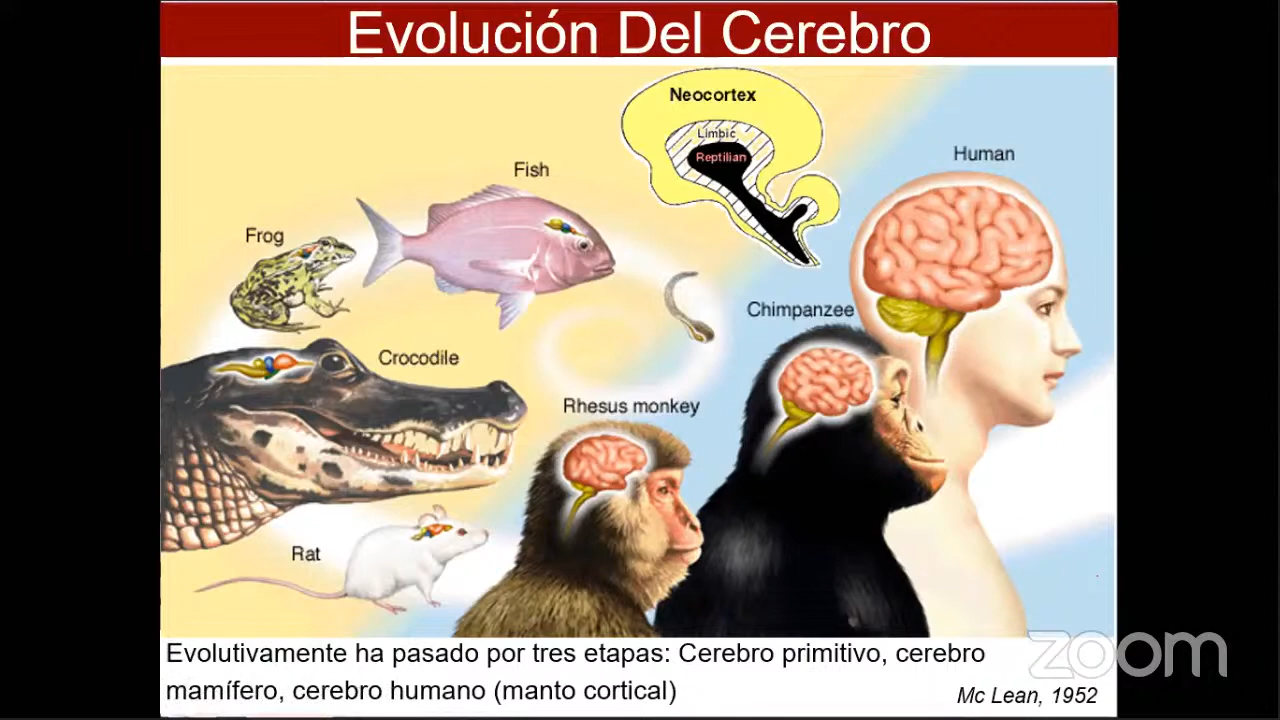 Evolución Del Cerebro
Neocortex
Limbic
Reptilian
Human
Fish
Frog
Chimpanzee
Crocodile
Rhesus monkey
Rat
Evolutivamente ha pasado por tres etapas: Cerebro primitivo, cerebro
mamífero, cerebro humano (manto cortical)
Mc Lean, 1952
zoom